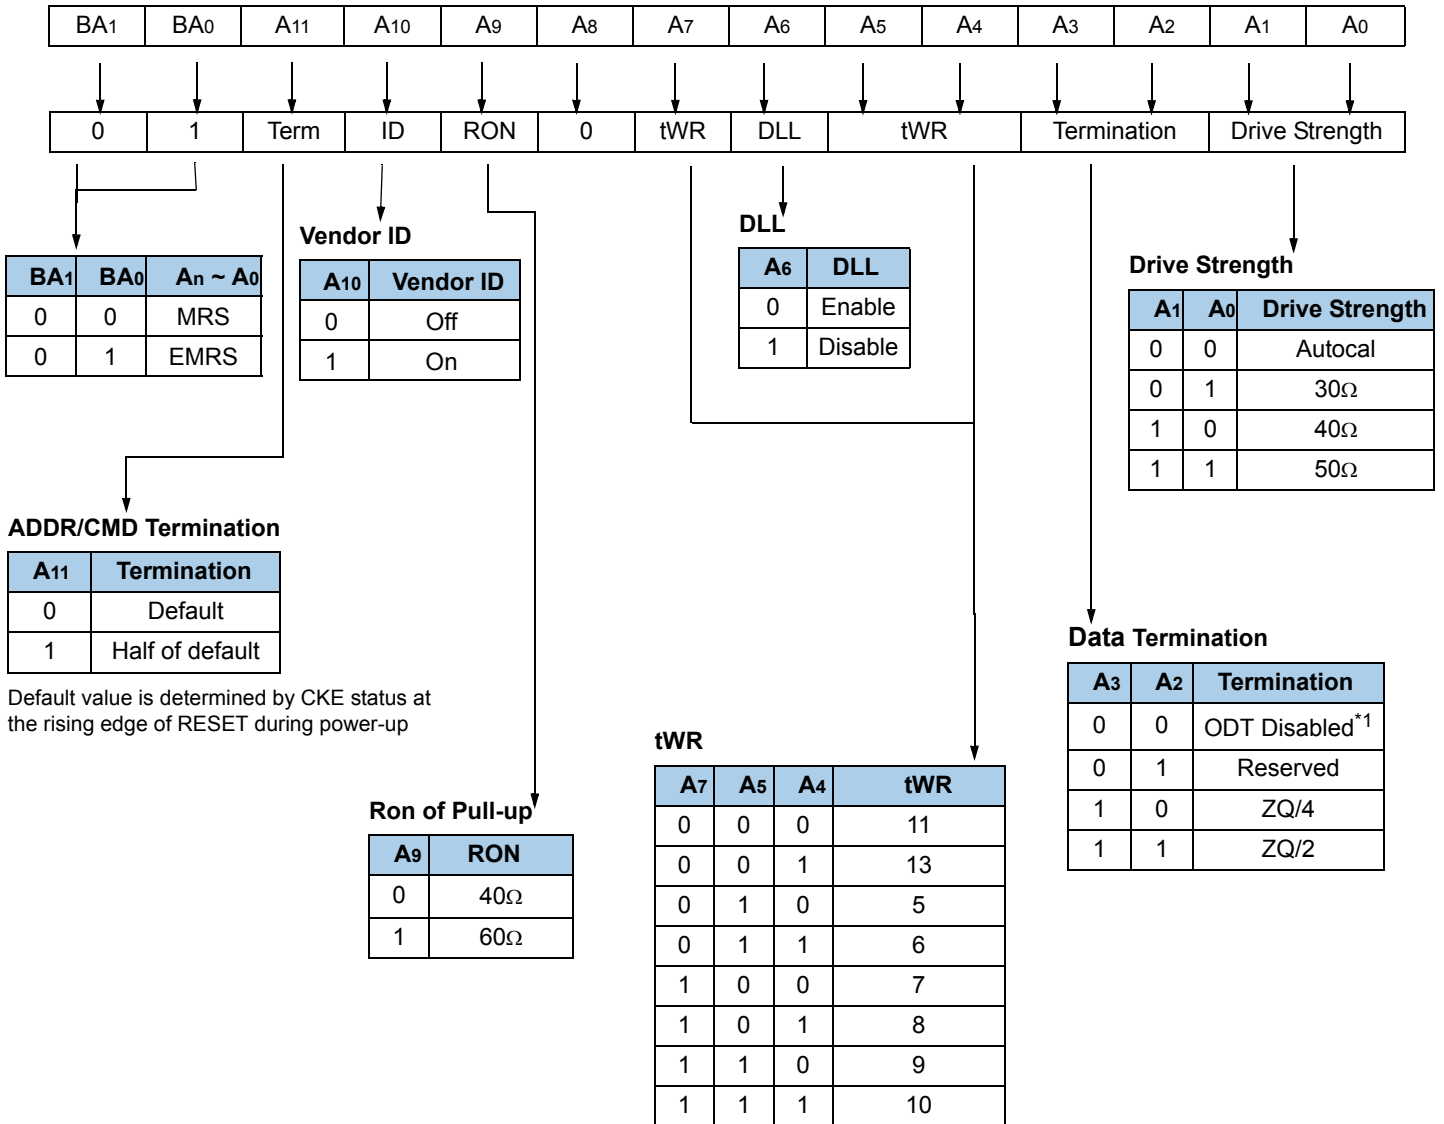 BA1 BA0 A11 A10 A9 A8 A7 A6 A5 A4 A3 A2 A1 A0
0 1 Term ID RON 0 tWR DLL tWR Termination Drive Strength
BA1 BA0 An ~ A0
0 0 MRS
0 1 EMRS
Vendor ID
A10 Vendor ID
0 Off
1 On
DLL
A6 DLL
0 Enable
1 Disable
Drive Strength
A1 A0 Drive Strength
0 0 Autocal
0 1 30Ω
1 0 40Ω
1 1 50Ω
ADDR/CMD Termination
A11 Termination
0 Default
1 Half of default
Default value is determined by CKE status at
the rising edge of RESET during power-up
Ron of Pull-up
A9 RON
0 40Ω
1 60Ω
tWR
A7 A5 A4 tWR
0 0 0 11
0 0 1 13
0 1 0 5
0 1 1 6
1 0 0 7
1 0 1 8
1 1 0 9
1 1 1 10
Data Termination
A3 A2 Termination
0 0 ODT Disabled*1
0 1 Reserved
1 0 ZQ/4
1 1 ZQ/2